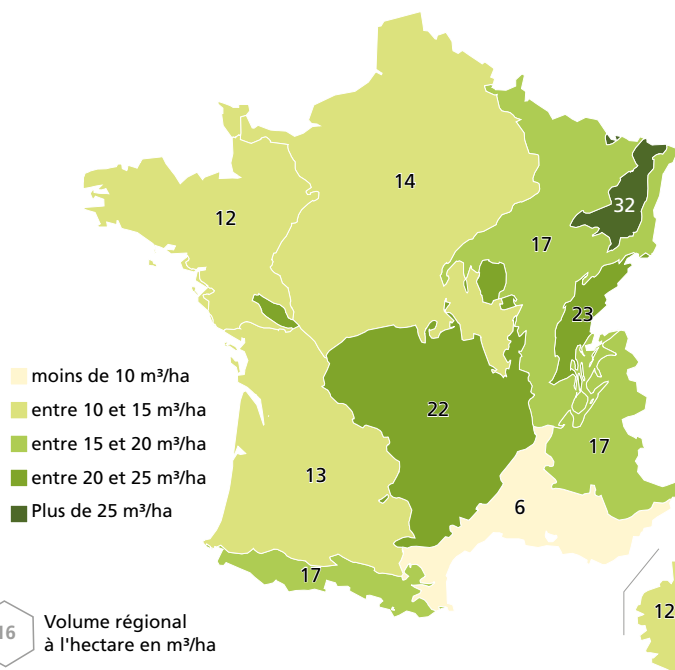 14
12
32
17
23
moins de 10 m³/ha
entre 10 et 15 m³/ha
22
entre 15 et 20 m³/ha
17
entre 20 et 25 m³/ha
13
6
Plus de 25 m³/ha
17
12
16
Volume régional
à l'hectare en m³/ha